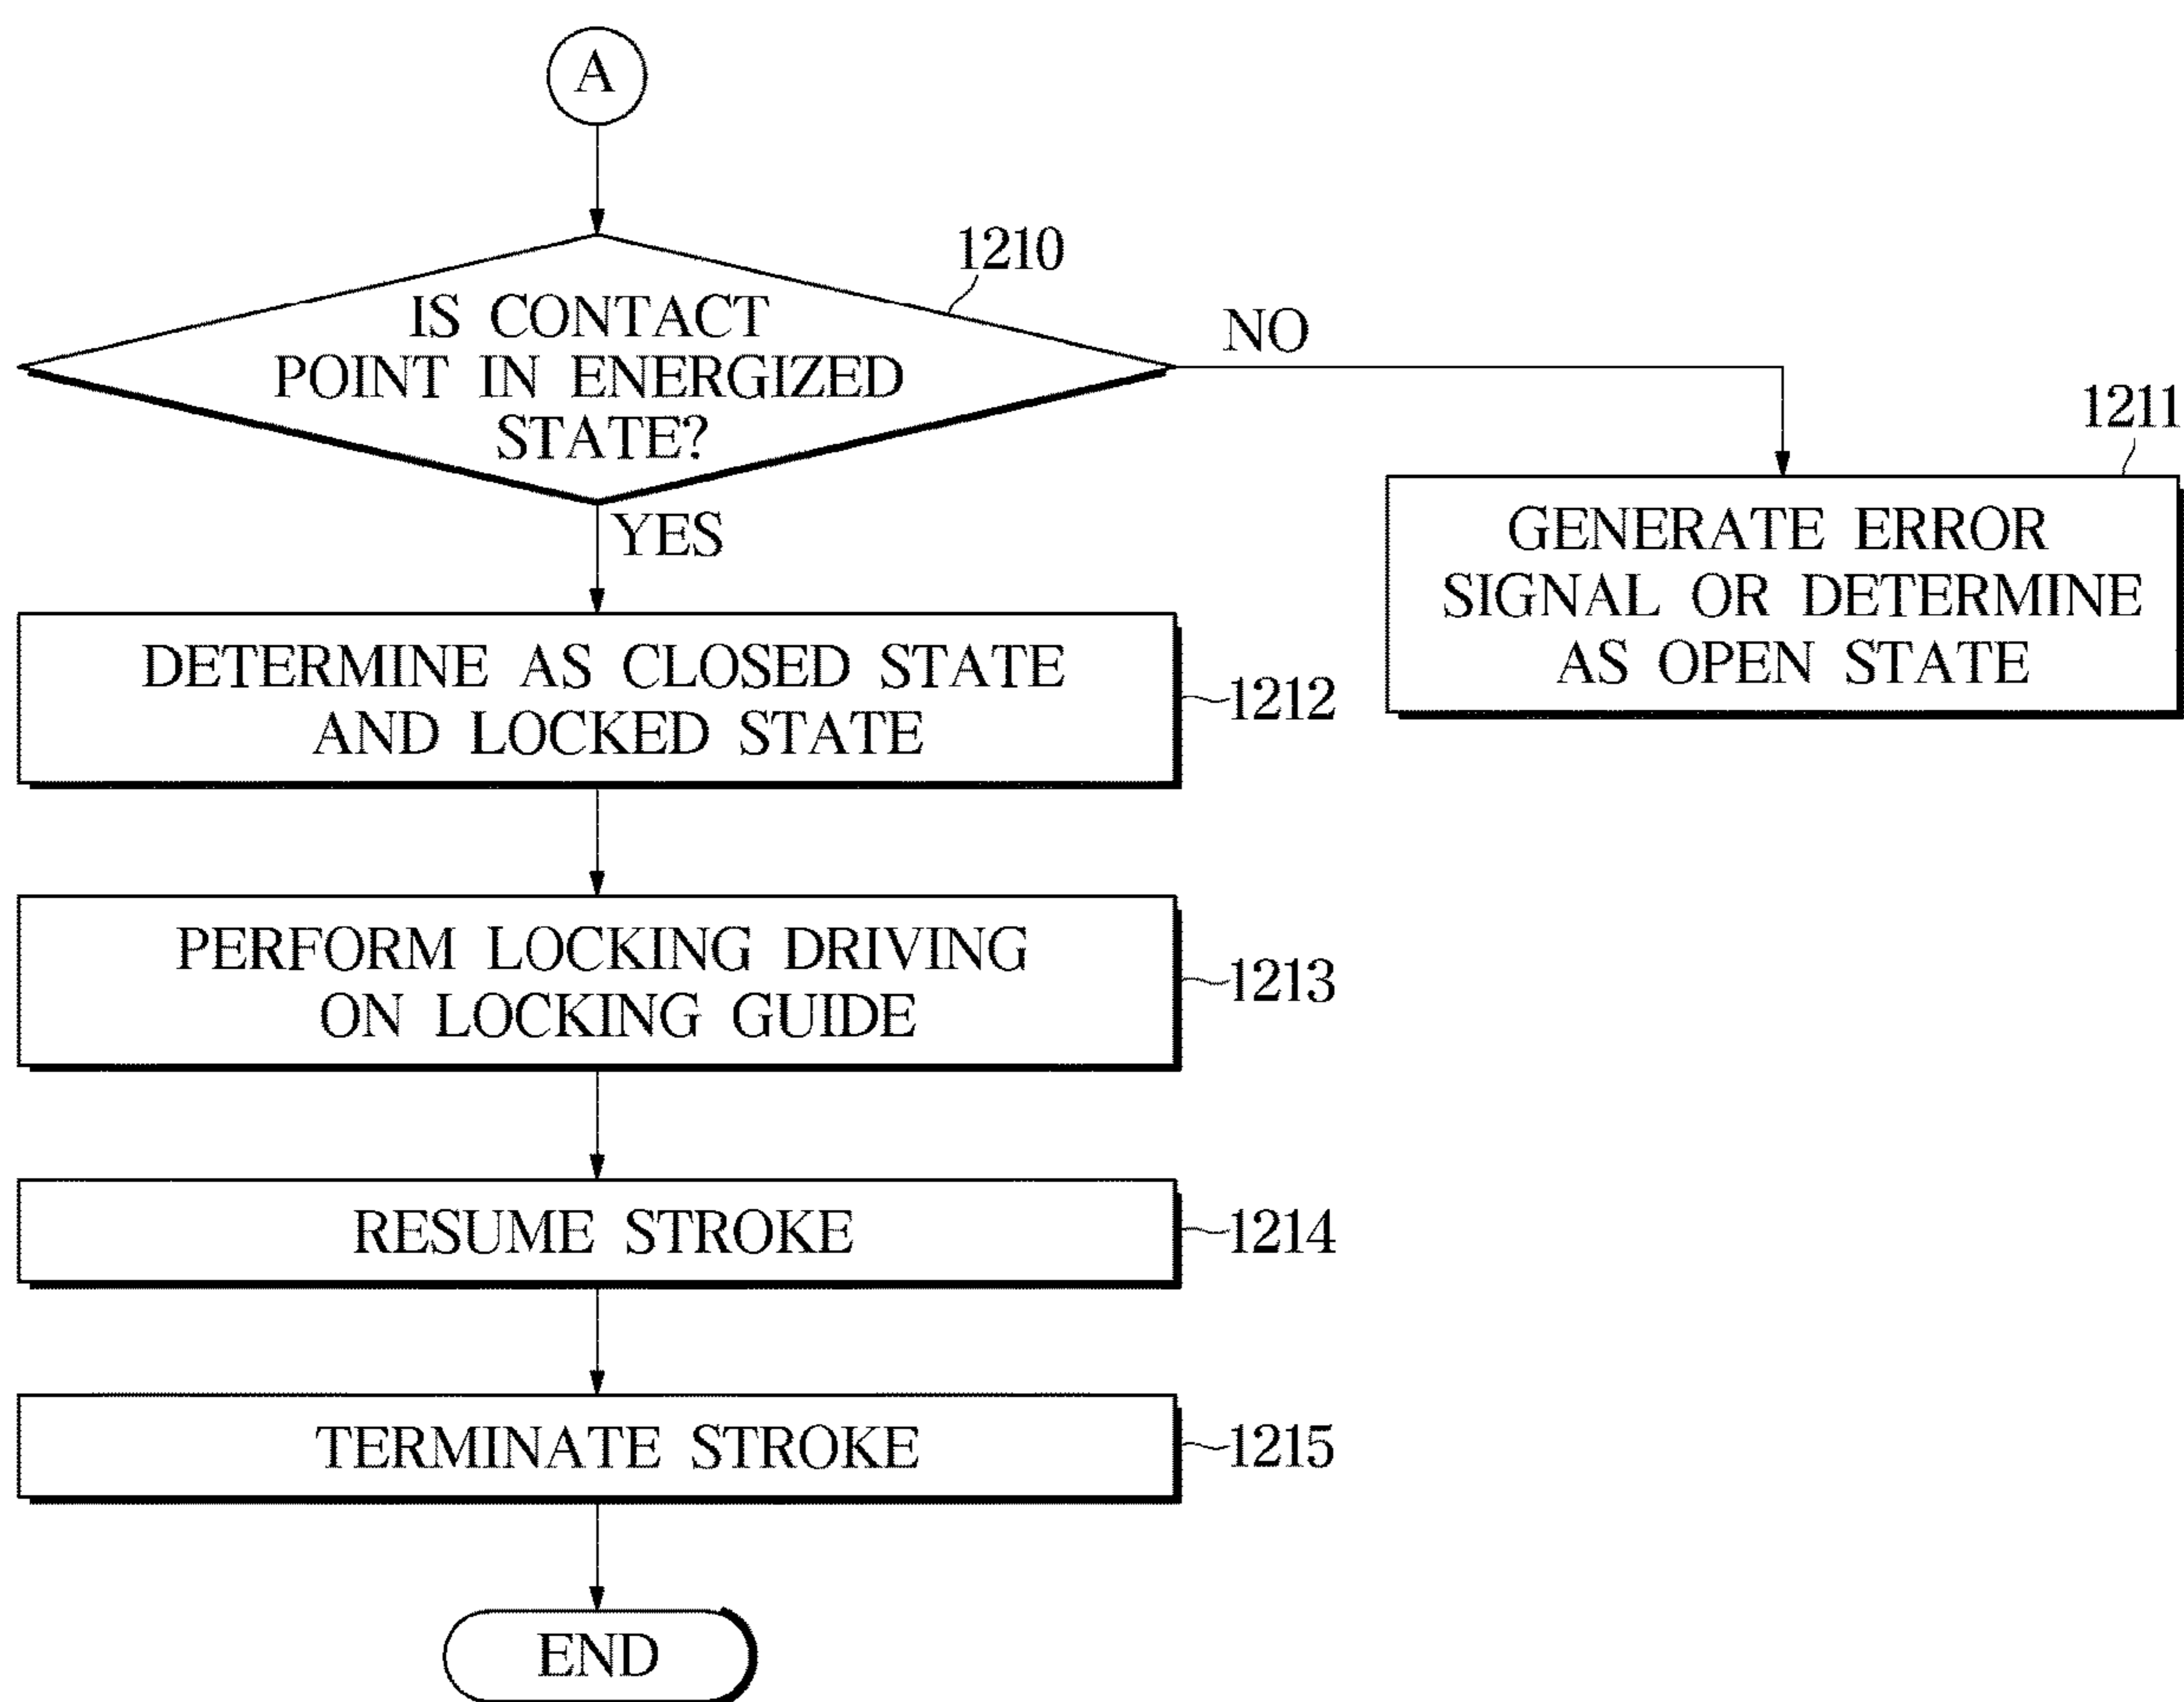 A
1210
IS CONTACT
POINT IN ENERGIZED
STATE?
NO
YES
1211
GENERATE ERROR
SIGNAL OR DETERMINE
AS OPEN STATE
DETERMINE AS CLOSED STATE
AND LOCKED STATE
1212
PERFORM LOCKING DRIVING
ON LOCKING GUIDE
1213
RESUME STROKE
1214
TERMINATE STROKE
1215
END